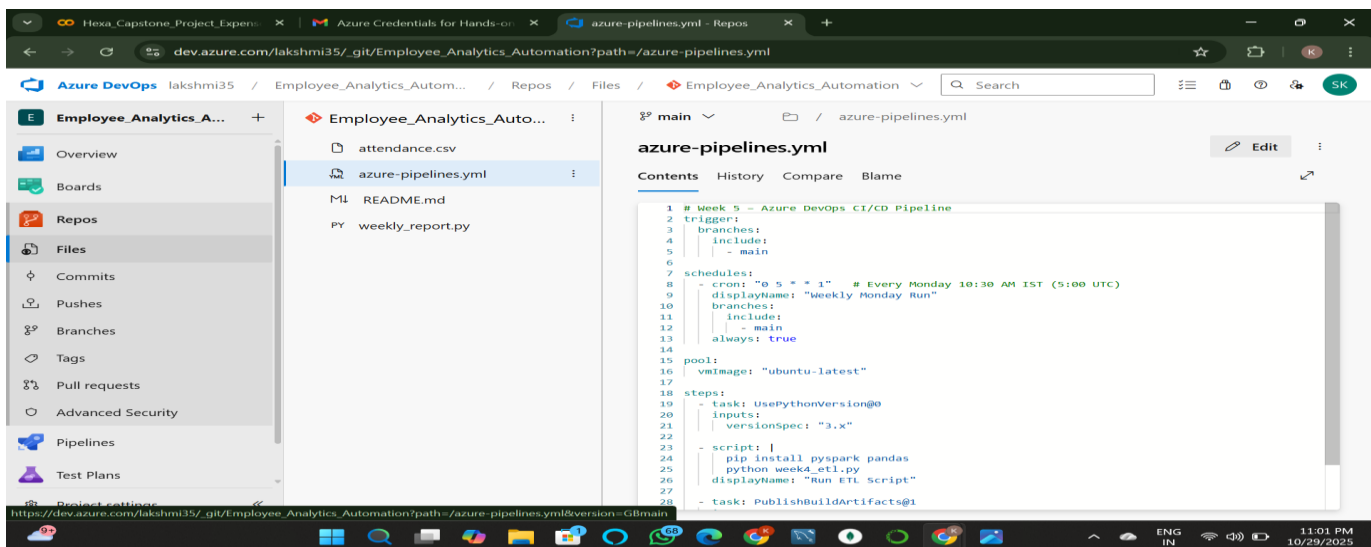 Hexa_Capstone_Project_Expens
Azure Credentials for Hands-on
azure-pipelines.yml - Repos
dev.azure.com/lakshmi35/_git/Employee_Analytics_Automation?path=/azure-pipelines.yml
K
Azure DevOps lakshmi35 / Employee_Analytics_Autom... / Repos / Files / Employee_Analytics_Automation
Search
SK
E Employee_Analytics_A... +
Overview
Boards
Repos
Files
Commits
Pushes
Branches
Tags
Pull requests
Advanced Security
Pipelines
Test Plans
Project settings
Employee_Analytics_Auto...
attendance.csv
YML azure-pipelines.yml
M↓ README.md
PY weekly_report.py
main / azure-pipelines.yml
azure-pipelines.yml
Edit
Contents History Compare Blame
1 # Week 5 – Azure DevOps CI/CD Pipeline
2 trigger:
3 branches:
4 include:
5 - main
6
7 schedules:
8 - cron: "0 5 * * 1" # Every Monday 10:30 AM IST (5:00 UTC)
9 displayName: "Weekly Monday Run"
10 branches:
11 include:
12 - main
13 always: true
14
15 pool:
16 vmImage: "ubuntu-latest"
17
18 steps:
19 - task: UsePythonVersion@0
20 inputs:
21 versionSpec: "3.x"
22
23 - script: |
24 pip install pyspark pandas
25 python week4_etl.py
26 displayName: "Run ETL Script"
27
28 - task: PublishBuildArtifacts@1
https://dev.azure.com/lakshmi35/_git/Employee_Analytics_Automation?path=/azure-pipelines.yml&version=GBmain
9+
68
ENG
IN
11:01 PM
10/29/2025